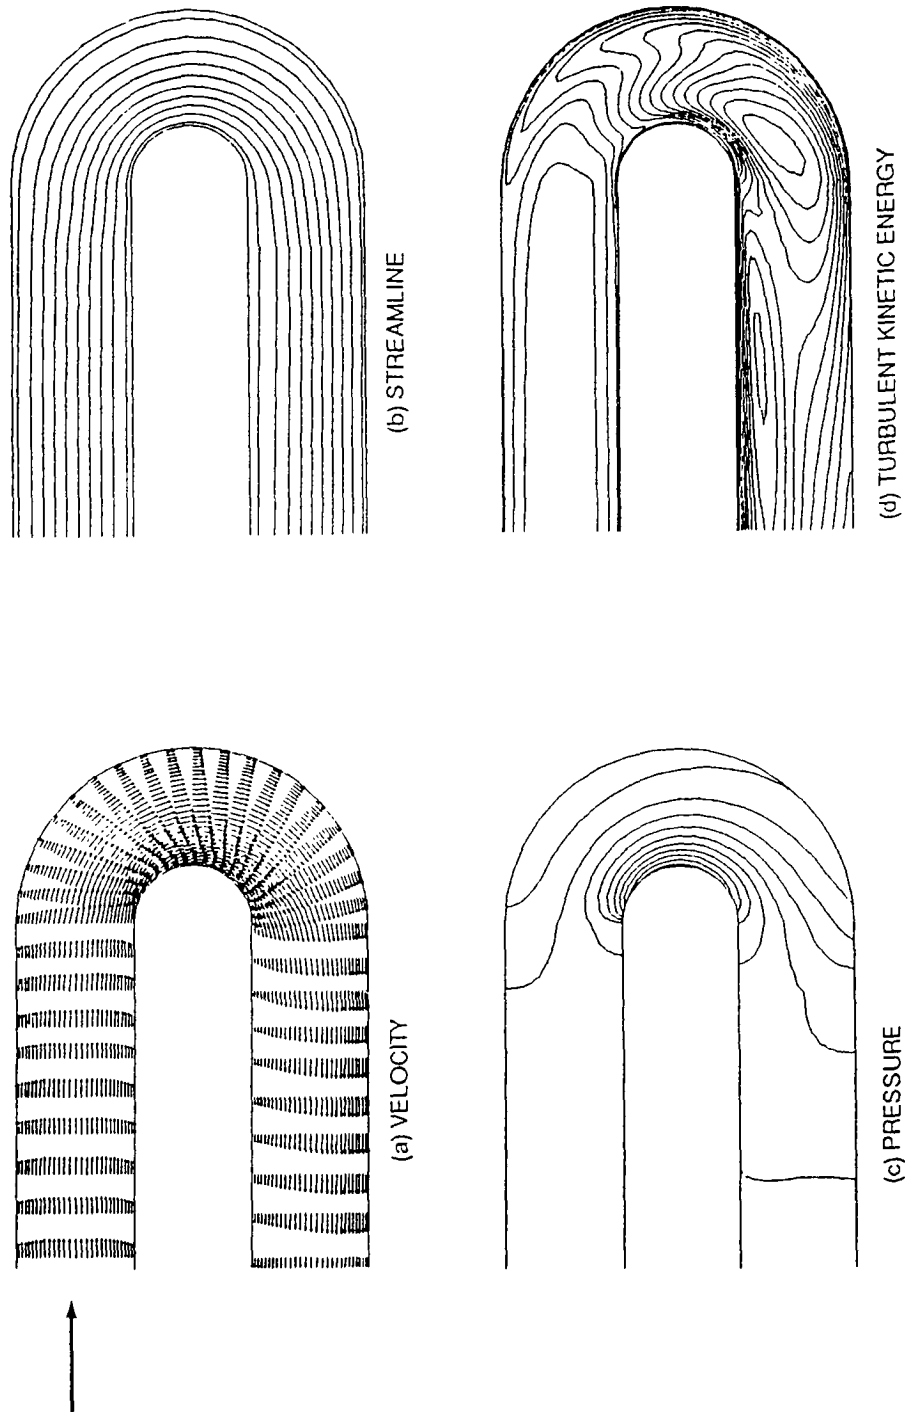 (a) VELOCITY
(b) STREAMLINE
(c) PRESSURE
(d) TURBULENT KINETIC ENERGY